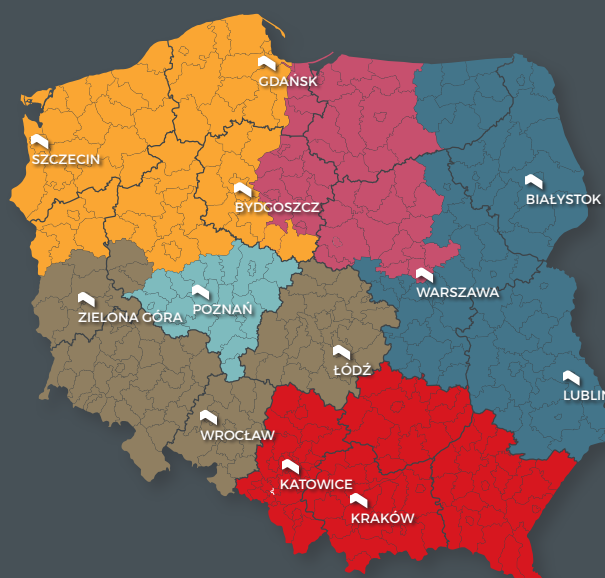 GDAŃSK
SZCZECIN
BIAŁYSTOK
BYDGOSZCZ
WARSZAWA
POZNAŃ
ZIELONA GÓRA
ŁÓDŹ
LUBLIN
WROCŁAW
KATOWICE
KRAKÓW